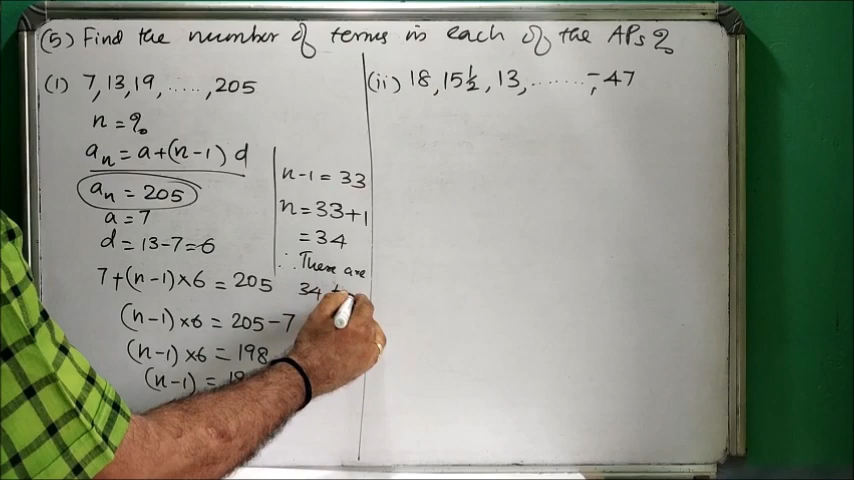 (5) Find the number of terms in each of the APs ?
(i) 7, 13, 19, ....., 205
n = ?
an = a+(n-1) d
an = 205
a = 7
d = 13-7=6
7+(n-1)×6 = 205
(n-1)×6 = 205-7
(n-1)×6 = 198
(n-1) =
n-1 = 33
n = 33+1
= 34
∴ There are
34
(ii) 18, 15½, 13, ......., -47